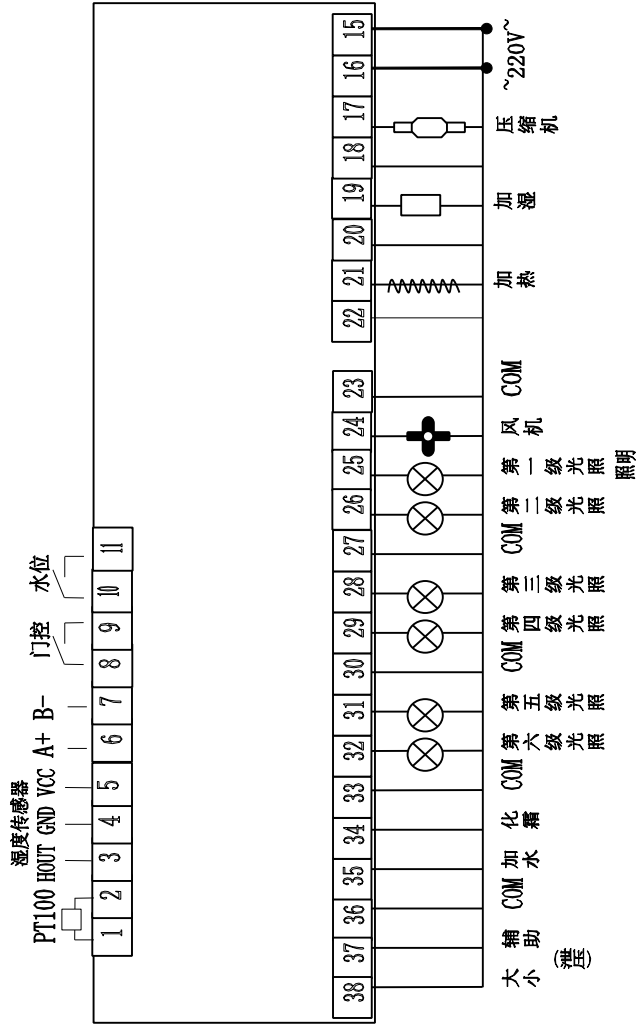 15
16
~220V~
17
压缩机
18
19
加湿
20
21
加热
22
23
COM
24
风机
25
第一级光照
照明
26
第二级光照
27
COM
28
第三级光照
29
第四级光照
30
COM
31
第五级光照
32
第六级光照
33
COM
34
化霜
35
加水
36
COM
37
辅助
(泄压)
38
大小
水位
11
10
门控
9
8
B-
7
A+
6
湿度传感器
VCC
5
GND
4
HOUT
3
PT100
2
1